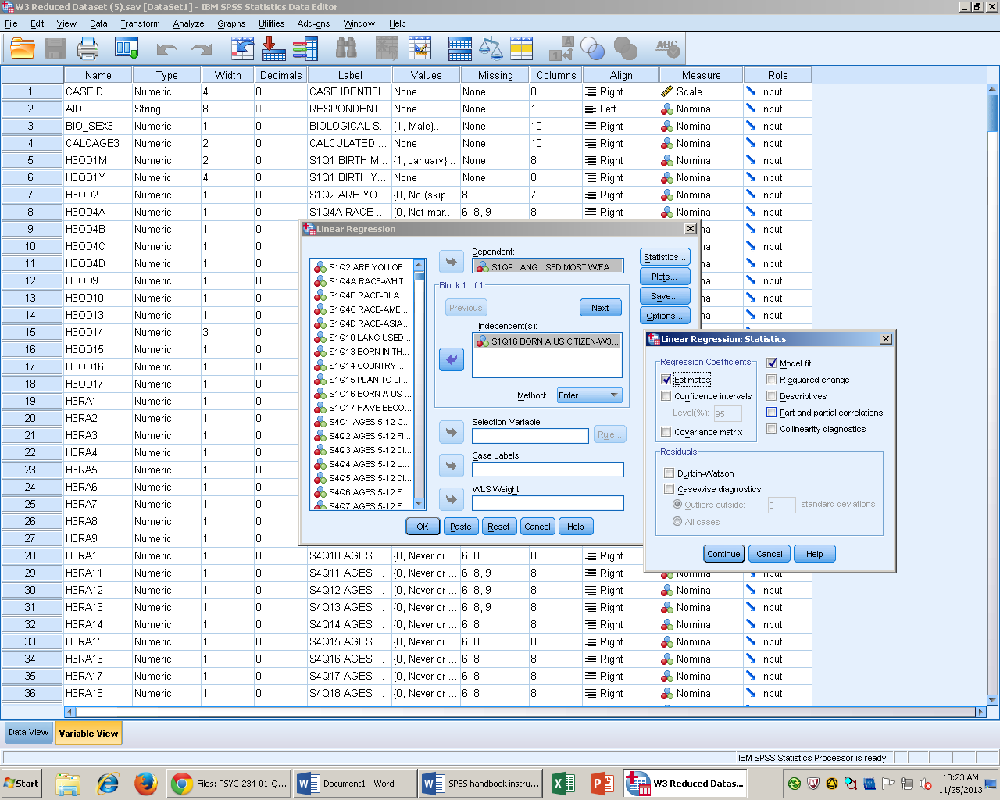 W3 Reduced Dataset (5).sav [DataSet1] - IBM SPSS Statistics Data Editor
File Edit View Data Transform Analyze Graphs Utilities Add-ons Window Help
Name Type Width Decimals Label Values Missing Columns Align Measure Role
1 CASEID Numeric 4 0 CASE IDENTIFI... None None 8 Right Scale Input
2 AID String 8 0 RESPONDENT... None None 10 Left Nominal Input
3 BIO_SEX3 Numeric 1 0 BIOLOGICAL S... {1, Male}... None 10 Right Nominal Input
4 CALCAGE3 Numeric 2 0 CALCULATED ... None None 10 Right Nominal Input
5 H3OD1M Numeric 2 0 S1Q1 BIRTH M... {1, January}... None 8 Right Nominal Input
6 H3OD1Y Numeric 4 0 S1Q1 BIRTH Y... None None 8 Right Nominal Input
7 H3OD2 Numeric 1 0 S1Q2 ARE YO... {0, No (skip ... 8 7 Right Nominal Input
8 H3OD4A Numeric 1 0 S1Q4A RACE-... {0, Not mar... 6, 8, 9 8 Right Nominal Input
9 H3OD4B Numeric 1 0 nal Input
10 H3OD4C Numeric 1 0 nal Input
11 H3OD4D Numeric 1 0 nal Input
12 H3OD9 Numeric 1 0 nal Input
13 H3OD10 Numeric 1 0 nal Input
14 H3OD13 Numeric 1 0 nal Input
15 H3OD14 Numeric 3 0
16 H3OD15 Numeric 1 0
17 H3OD16 Numeric 1 0
18 H3OD17 Numeric 1 0
19 H3RA1 Numeric 1 0
20 H3RA2 Numeric 1 0
21 H3RA3 Numeric 1 0
22 H3RA4 Numeric 1 0
23 H3RA5 Numeric 1 0
24 H3RA6 Numeric 1 0
25 H3RA7 Numeric 1 0
26 H3RA8 Numeric 1 0
27 H3RA9 Numeric 1 0
28 H3RA10 Numeric 1 0 S4Q10 AGES ... {0, Never or ... 6, 8 8 Right
29 H3RA11 Numeric 1 0 S4Q11 AGES ... {0, Never or ... 6, 8, 9 8 Right Nominal Input
30 H3RA12 Numeric 1 0 S4Q12 AGES ... {0, Never or ... 6, 8, 9 8 Right Nominal Input
31 H3RA13 Numeric 1 0 S4Q13 AGES ... {0, Never or ... 6, 8, 9 8 Right Nominal Input
32 H3RA14 Numeric 1 0 S4Q14 AGES ... {0, Never or ... 6, 8 8 Right Nominal Input
33 H3RA15 Numeric 1 0 S4Q15 AGES ... {0, Never or ... 6, 8 8 Right Nominal Input
34 H3RA16 Numeric 1 0 S4Q16 AGES ... {0, Never or ... 6, 8 8 Right Nominal Input
35 H3RA17 Numeric 1 0 S4Q17 AGES ... {0, Never or ... 6, 8 8 Right Nominal Input
36 H3RA18 Numeric 1 0 S4Q18 AGES ... {0, Never or ... 6, 8 8 Right Nominal Input
Linear Regression
S1Q2 ARE YOU OF...
S1Q4A RACE-WHIT...
S1Q4B RACE-BLA...
S1Q4C RACE-AME...
S1Q4D RACE-ASIA...
S1Q10 LANG USED...
S1Q13 BORN IN TH...
S1Q14 COUNTRY ...
S1Q15 PLAN TO LI...
S1Q16 BORN A US ...
S1Q17 HAVE BECO...
S4Q1 AGES 5-12 C...
S4Q2 AGES 5-12 FI...
S4Q3 AGES 5-12 DI...
S4Q4 AGES 5-12 L...
S4Q5 AGES 5-12 DI...
S4Q6 AGES 5-12 F...
S4Q7 AGES 5-12 F...
Dependent:
S1Q9 LANG USED MOST W/FA...
Block 1 of 1
Previous Next
Independent(s):
S1Q16 BORN A US CITIZEN-W3...
Method: Enter
Selection Variable:
Rule...
Case Labels:
WLS Weight:
Statistics...
Plots...
Save...
Options...
OK Paste Reset Cancel Help
Linear Regression: Statistics
Regression Coefficients
Estimates
Confidence intervals
Level(%): 95
Covariance matrix
Model fit
R squared change
Descriptives
Part and partial correlations
Collinearity diagnostics
Residuals
Durbin-Watson
Casewise diagnostics
Outliers outside: 3 standard deviations
All cases
Continue Cancel Help
Data View Variable View
IBM SPSS Statistics Processor is ready
Start
Files: PSYC-234-01-Q...
Document1 - Word
SPSS handbook instru...
W3 Reduced Datas...
10:23 AM
11/25/2013